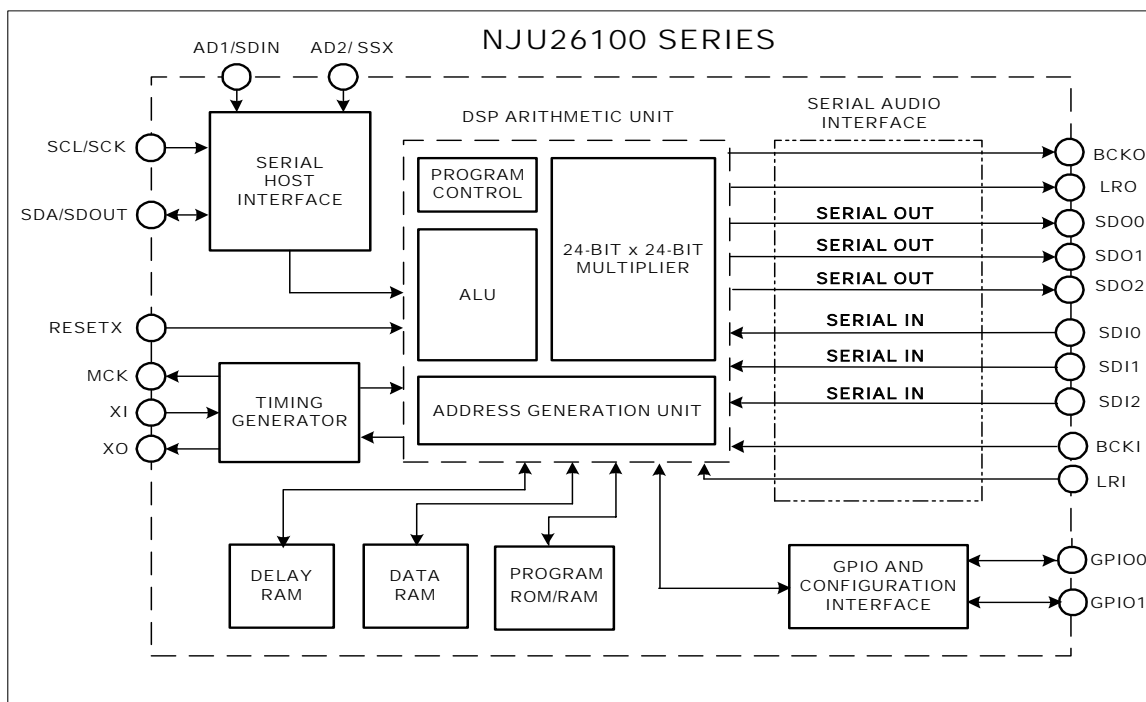 NJU26100 SERIES
AD1/SDIN
AD2/ SSX
SCL/SCK
SDA/SDOUT
SERIAL
HOST
INTERFACE
RESETX
MCK
XI
XO
TIMING
GENERATOR
DSP ARITHMETIC UNIT
PROGRAM
CONTROL
ALU
24-BIT x 24-BIT
MULTIPLIER
ADDRESS GENERATION UNIT
SERIAL AUDIO
INTERFACE
SERIAL OUT
SERIAL OUT
SERIAL OUT
SERIAL IN
SERIAL IN
SERIAL IN
BCKO
LRO
SDO0
SDO1
SDO2
SDI0
SDI1
SDI2
BCKI
LRI
DELAY
RAM
DATA
RAM
PROGRAM
ROM/RAM
GPIO AND
CONFIGURATION
INTERFACE
GPIO0
GPIO1